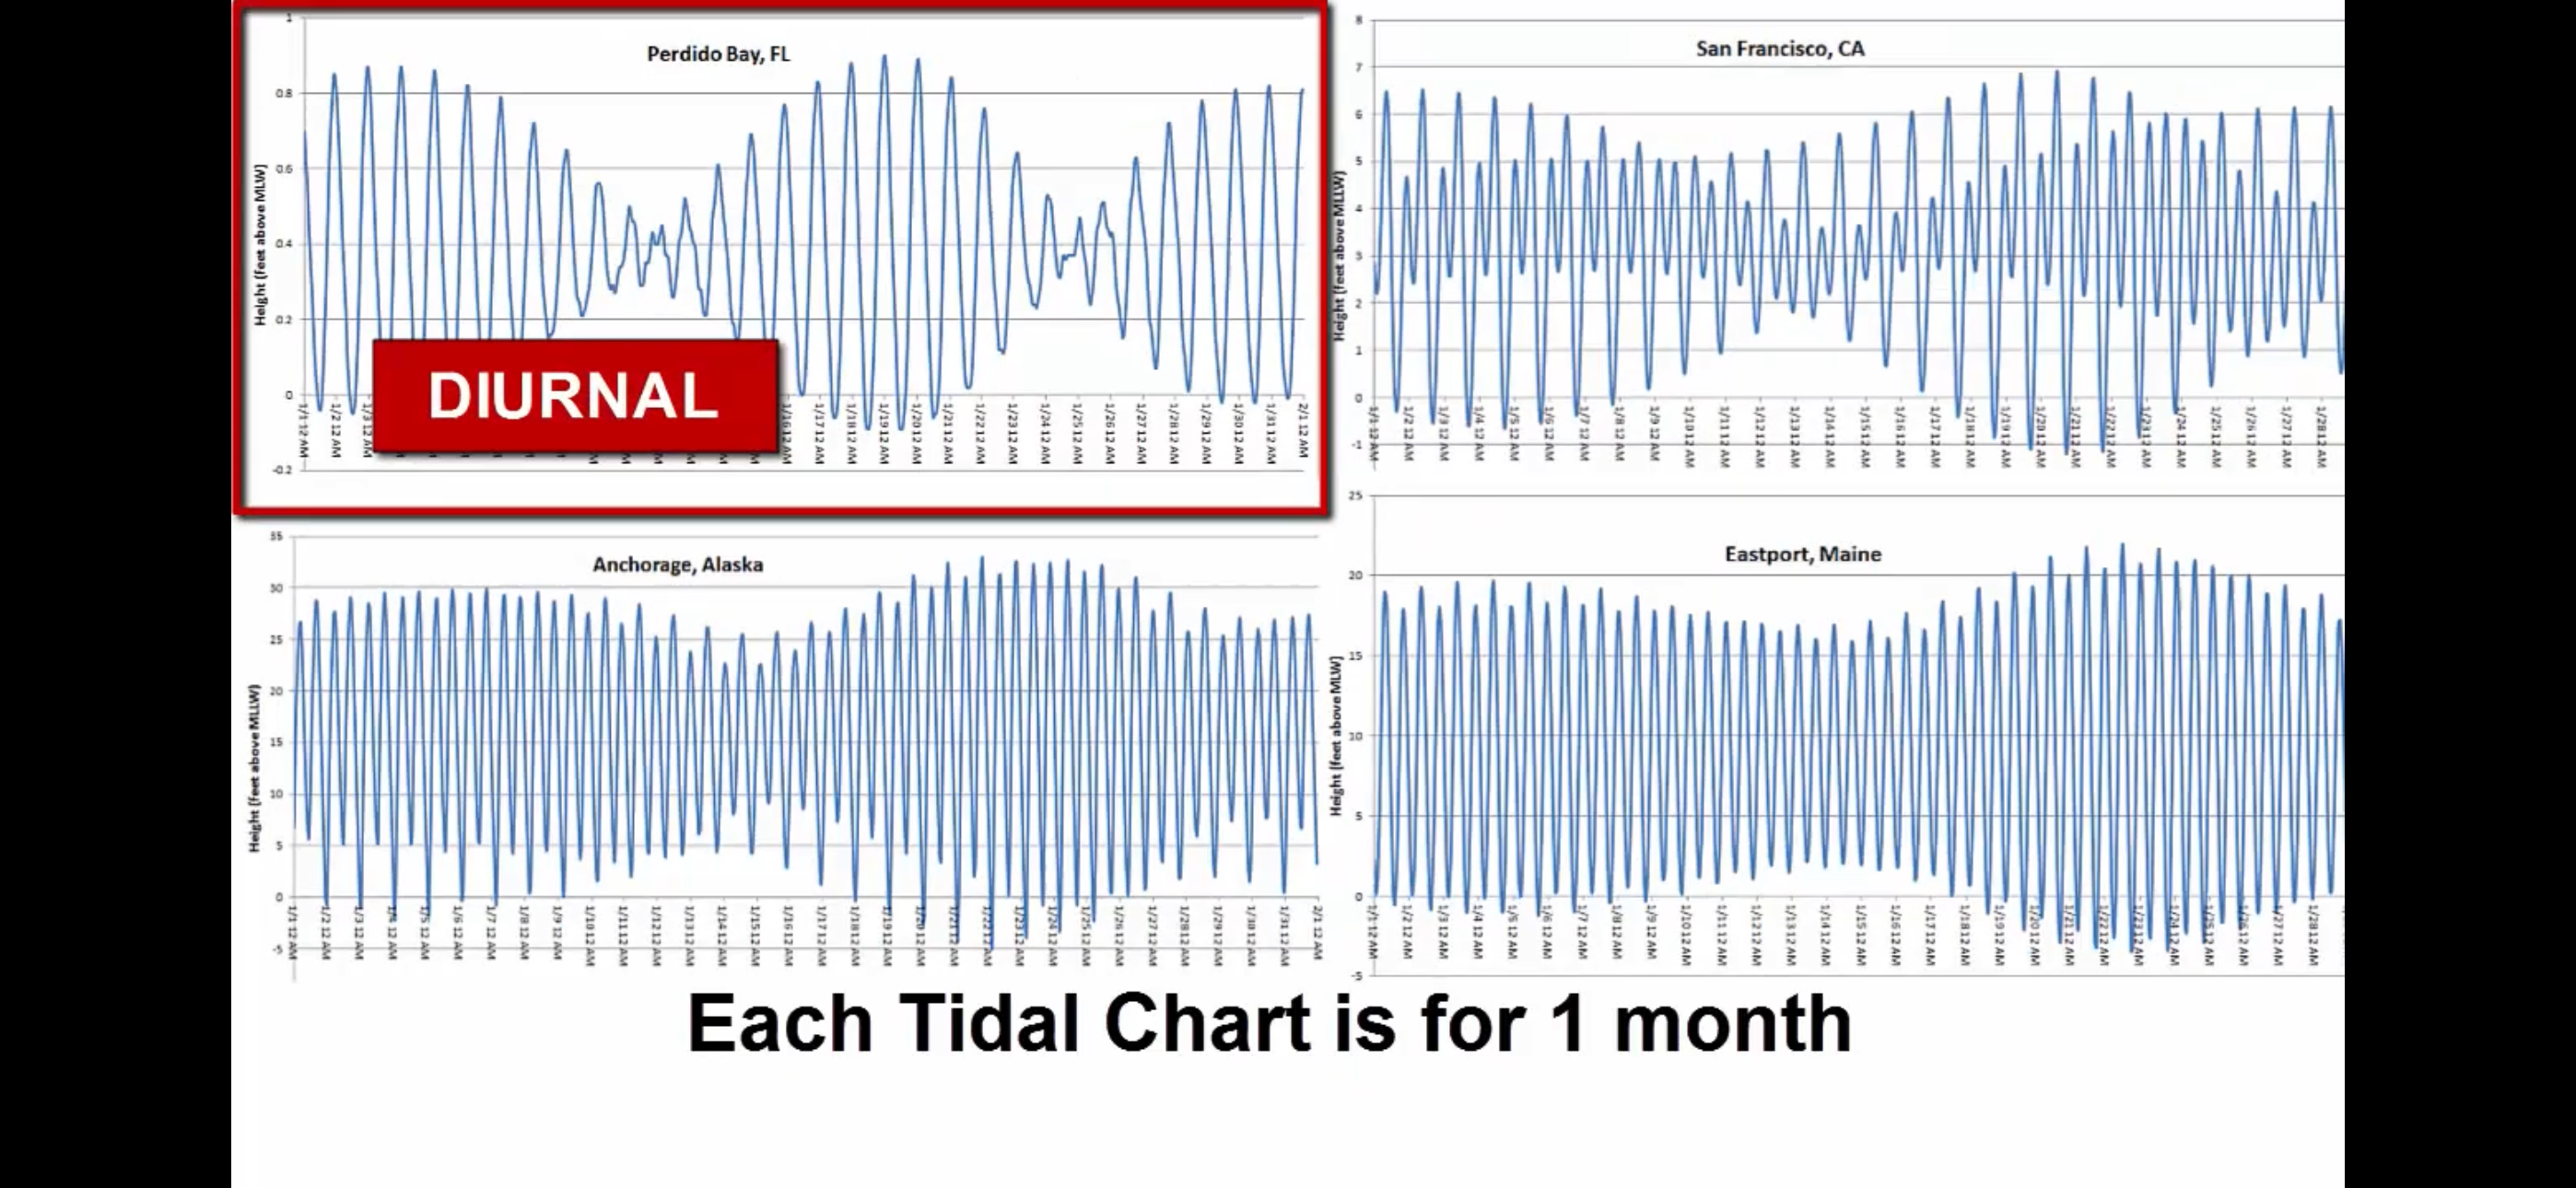 Perdido Bay, FL
Height (feet above MLW)
1
0.8
0.6
0.4
0.2
0
-0.2
1/1 12 AM
1/2 12 AM
1/3 12 AM
1/16 12 AM
1/17 12 AM
1/18 12 AM
1/19 12 AM
1/20 12 AM
1/21 12 AM
1/22 12 AM
1/23 12 AM
1/24 12 AM
1/25 12 AM
1/26 12 AM
1/27 12 AM
1/28 12 AM
1/29 12 AM
1/30 12 AM
1/31 12 AM
2/1 12 AM
DIURNAL
San Francisco, CA
Height (feet above MLLW)
8
7
6
5
4
3
2
1
0
-1
1/1 12 AM
1/2 12 AM
1/3 12 AM
1/4 12 AM
1/5 12 AM
1/6 12 AM
1/7 12 AM
1/8 12 AM
1/9 12 AM
1/10 12 AM
1/11 12 AM
1/12 12 AM
1/13 12 AM
1/14 12 AM
1/15 12 AM
1/16 12 AM
1/17 12 AM
1/18 12 AM
1/19 12 AM
1/20 12 AM
1/21 12 AM
1/22 12 AM
1/23 12 AM
1/24 12 AM
1/25 12 AM
1/26 12 AM
1/27 12 AM
1/28 12 AM
Anchorage, Alaska
Height (feet above MLLW)
35
30
25
20
15
10
5
0
-5
1/1 12 AM
1/2 12 AM
1/3 12 AM
1/4 12 AM
1/5 12 AM
1/6 12 AM
1/7 12 AM
1/8 12 AM
1/9 12 AM
1/10 12 AM
1/11 12 AM
1/12 12 AM
1/13 12 AM
1/14 12 AM
1/15 12 AM
1/16 12 AM
1/17 12 AM
1/18 12 AM
1/19 12 AM
1/20 12 AM
1/21 12 AM
1/22 12 AM
1/23 12 AM
1/24 12 AM
1/25 12 AM
1/26 12 AM
1/27 12 AM
1/28 12 AM
1/29 12 AM
1/30 12 AM
1/31 12 AM
2/1 12 AM
Eastport, Maine
Height (feet above MLW)
25
20
15
10
5
0
-5
1/1 12 AM
1/2 12 AM
1/3 12 AM
1/4 12 AM
1/5 12 AM
1/6 12 AM
1/7 12 AM
1/8 12 AM
1/9 12 AM
1/10 12 AM
1/11 12 AM
1/12 12 AM
1/13 12 AM
1/14 12 AM
1/15 12 AM
1/16 12 AM
1/17 12 AM
1/18 12 AM
1/19 12 AM
1/20 12 AM
1/21 12 AM
1/22 12 AM
1/23 12 AM
1/24 12 AM
1/25 12 AM
1/26 12 AM
1/27 12 AM
1/28 12 AM
Each Tidal Chart is for 1 month